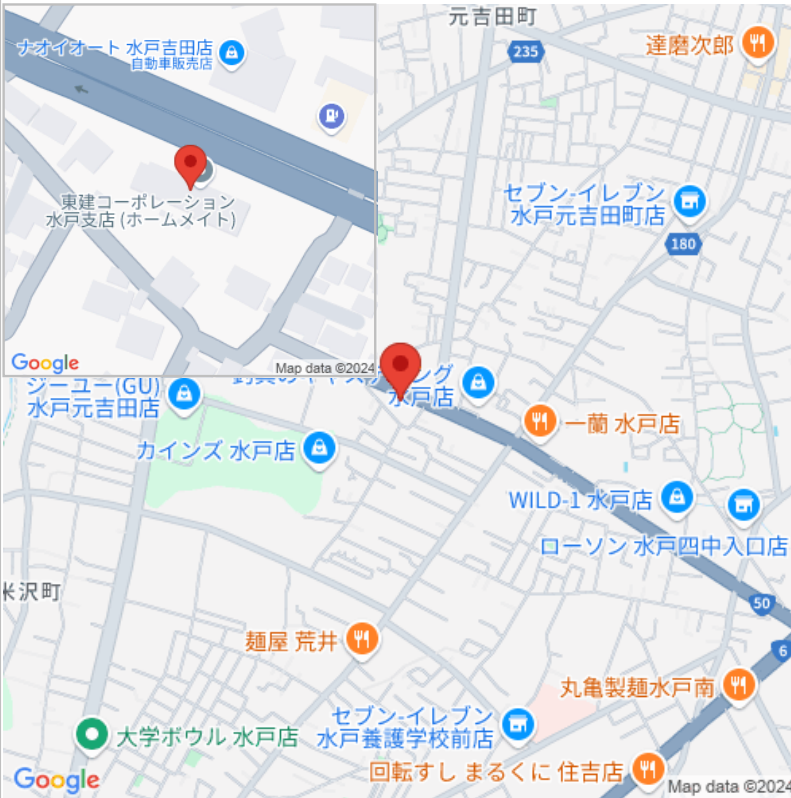 ナオイオート 水戸吉田店
自動車販売店
東建コーポレーション
水戸支店 (ホームメイト)
Google
Map data ©2024
元吉田町
235
達磨次郎
セブン-イレブン
水戸元吉田町店
180
ジーユー(GU)
水戸元吉田店
キャスティング
水戸店
一蘭 水戸店
カインズ 水戸店
WILD-1 水戸店
ローソン 水戸四中入口店
米沢町
50
6
麺屋 荒井
丸亀製麺水戸南
セブン-イレブン
水戸養護学校前店
大学ボウル 水戸店
回転すし まるくに 住吉店
Google
Map data ©2024